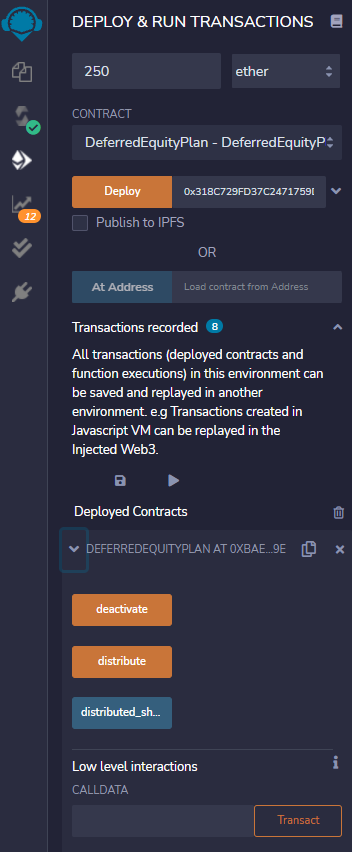 DEPLOY & RUN TRANSACTIONS
250 ether
CONTRACT
DeferredEquityPlan - DeferredEquityP
Deploy 0x318C729FD37C2471759
Publish to IPFS
OR
At Address Load contract from Address
12
Transactions recorded 8
All transactions (deployed contracts and
function executions) in this environment can
be saved and replayed in another
environment. e.g Transactions created in
Javascript VM can be replayed in the
Injected Web3.
Deployed Contracts
DEFERREDEQUITYPLAN AT 0XBAE...9E
deactivate
distribute
distributed_sh...
Low level interactions
CALLDATA
Transact